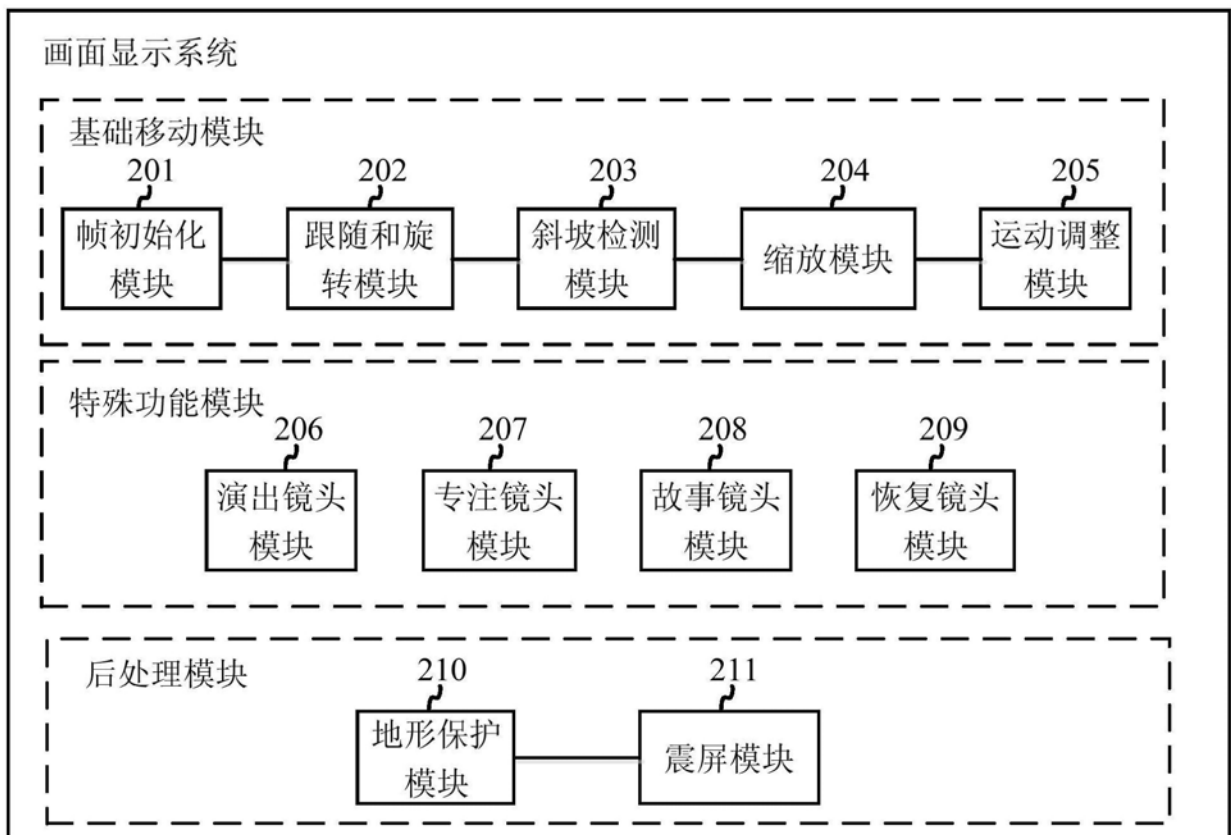 画面显示系统
基础移动模块
201
202
203
204
205
帧初始化
模块
跟随和旋
转模块
斜坡检测
模块
缩放模块
运动调整
模块
特殊功能模块
206
207
208
209
演出镜头
模块
专注镜头
模块
故事镜头
模块
恢复镜头
模块
后处理模块
210
211
地形保护
模块
震屏模块